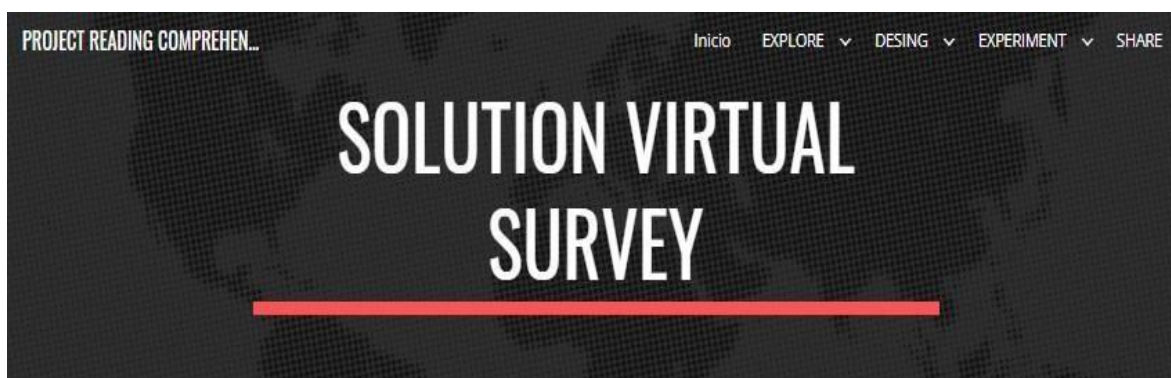 PROJECT READING COMPREHEN... Inicio EXPLORE DESING EXPERIMENT SHARE
SOLUTION VIRTUAL
SURVEY